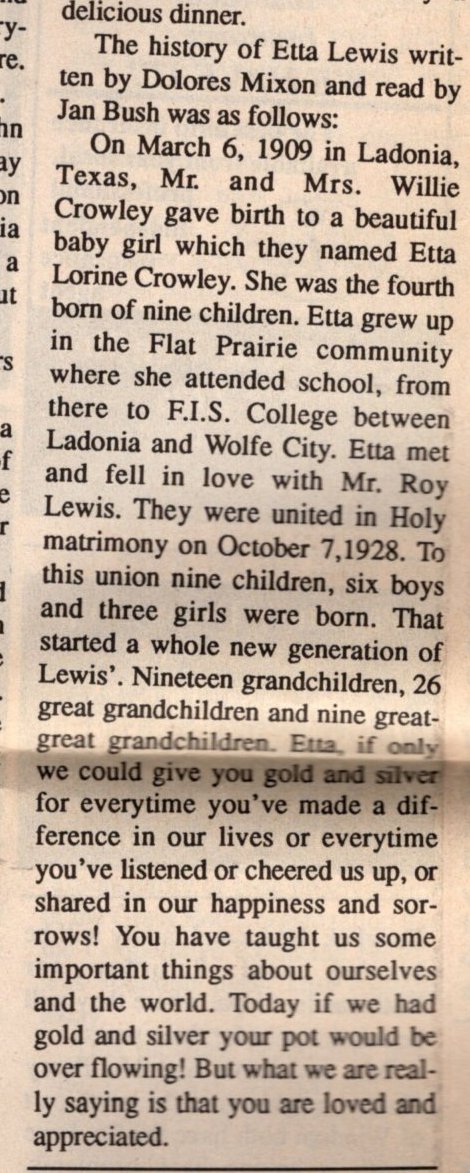 delicious dinner.
The history of Etta Lewis writ-
ten by Dolores Mixon and read by
Jan Bush was as follows:
On March 6, 1909 in Ladonia,
Texas, Mr. and Mrs. Willie
Crowley gave birth to a beautiful
baby girl which they named Etta
Lorine Crowley. She was the fourth
born of nine children. Etta grew up
in the Flat Prairie community
where she attended school, from
there to F.I.S. College between
Ladonia and Wolfe City. Etta met
and fell in love with Mr. Roy
Lewis. They were united in Holy
matrimony on October 7,1928. To
this union nine children, six boys
and three girls were born. That
started a whole new generation of
Lewis'. Nineteen grandchildren, 26
great grandchildren and nine great-
great grandchildren. Etta, if only
we could give you gold and silver
for everytime you've made a dif-
ference in our lives or everytime
you've listened or cheered us up, or
shared in our happiness and sor-
rows! You have taught us some
important things about ourselves
and the world. Today if we had
gold and silver your pot would be
over flowing! But what we are real-
ly saying is that you are loved and
appreciated.